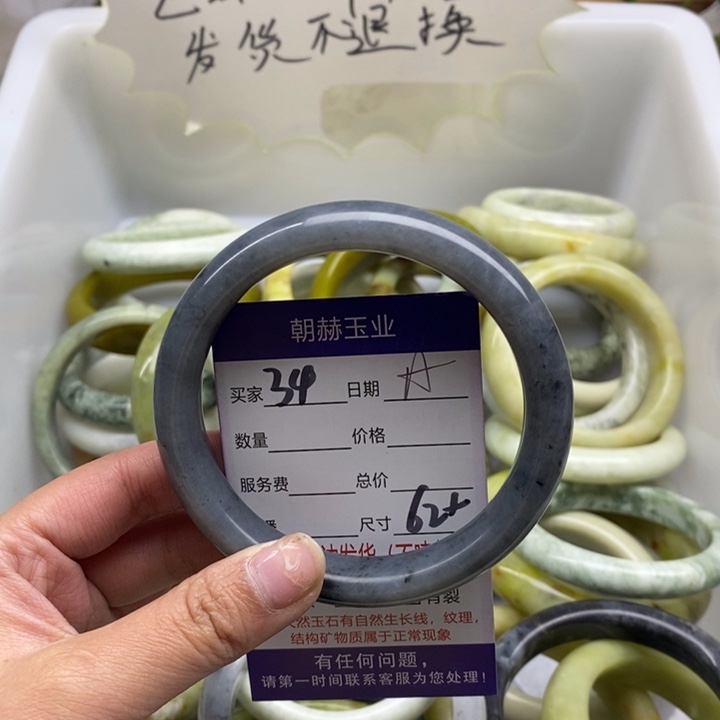 发货不退换
朝赫玉业
买家 34 日期 A
数量 价格
服务费 总价
尺寸 62+
然玉石有自然生长线，纹理，
结构矿物质属于正常现象
有任何问题，
请第一时间联系客服为您处理！